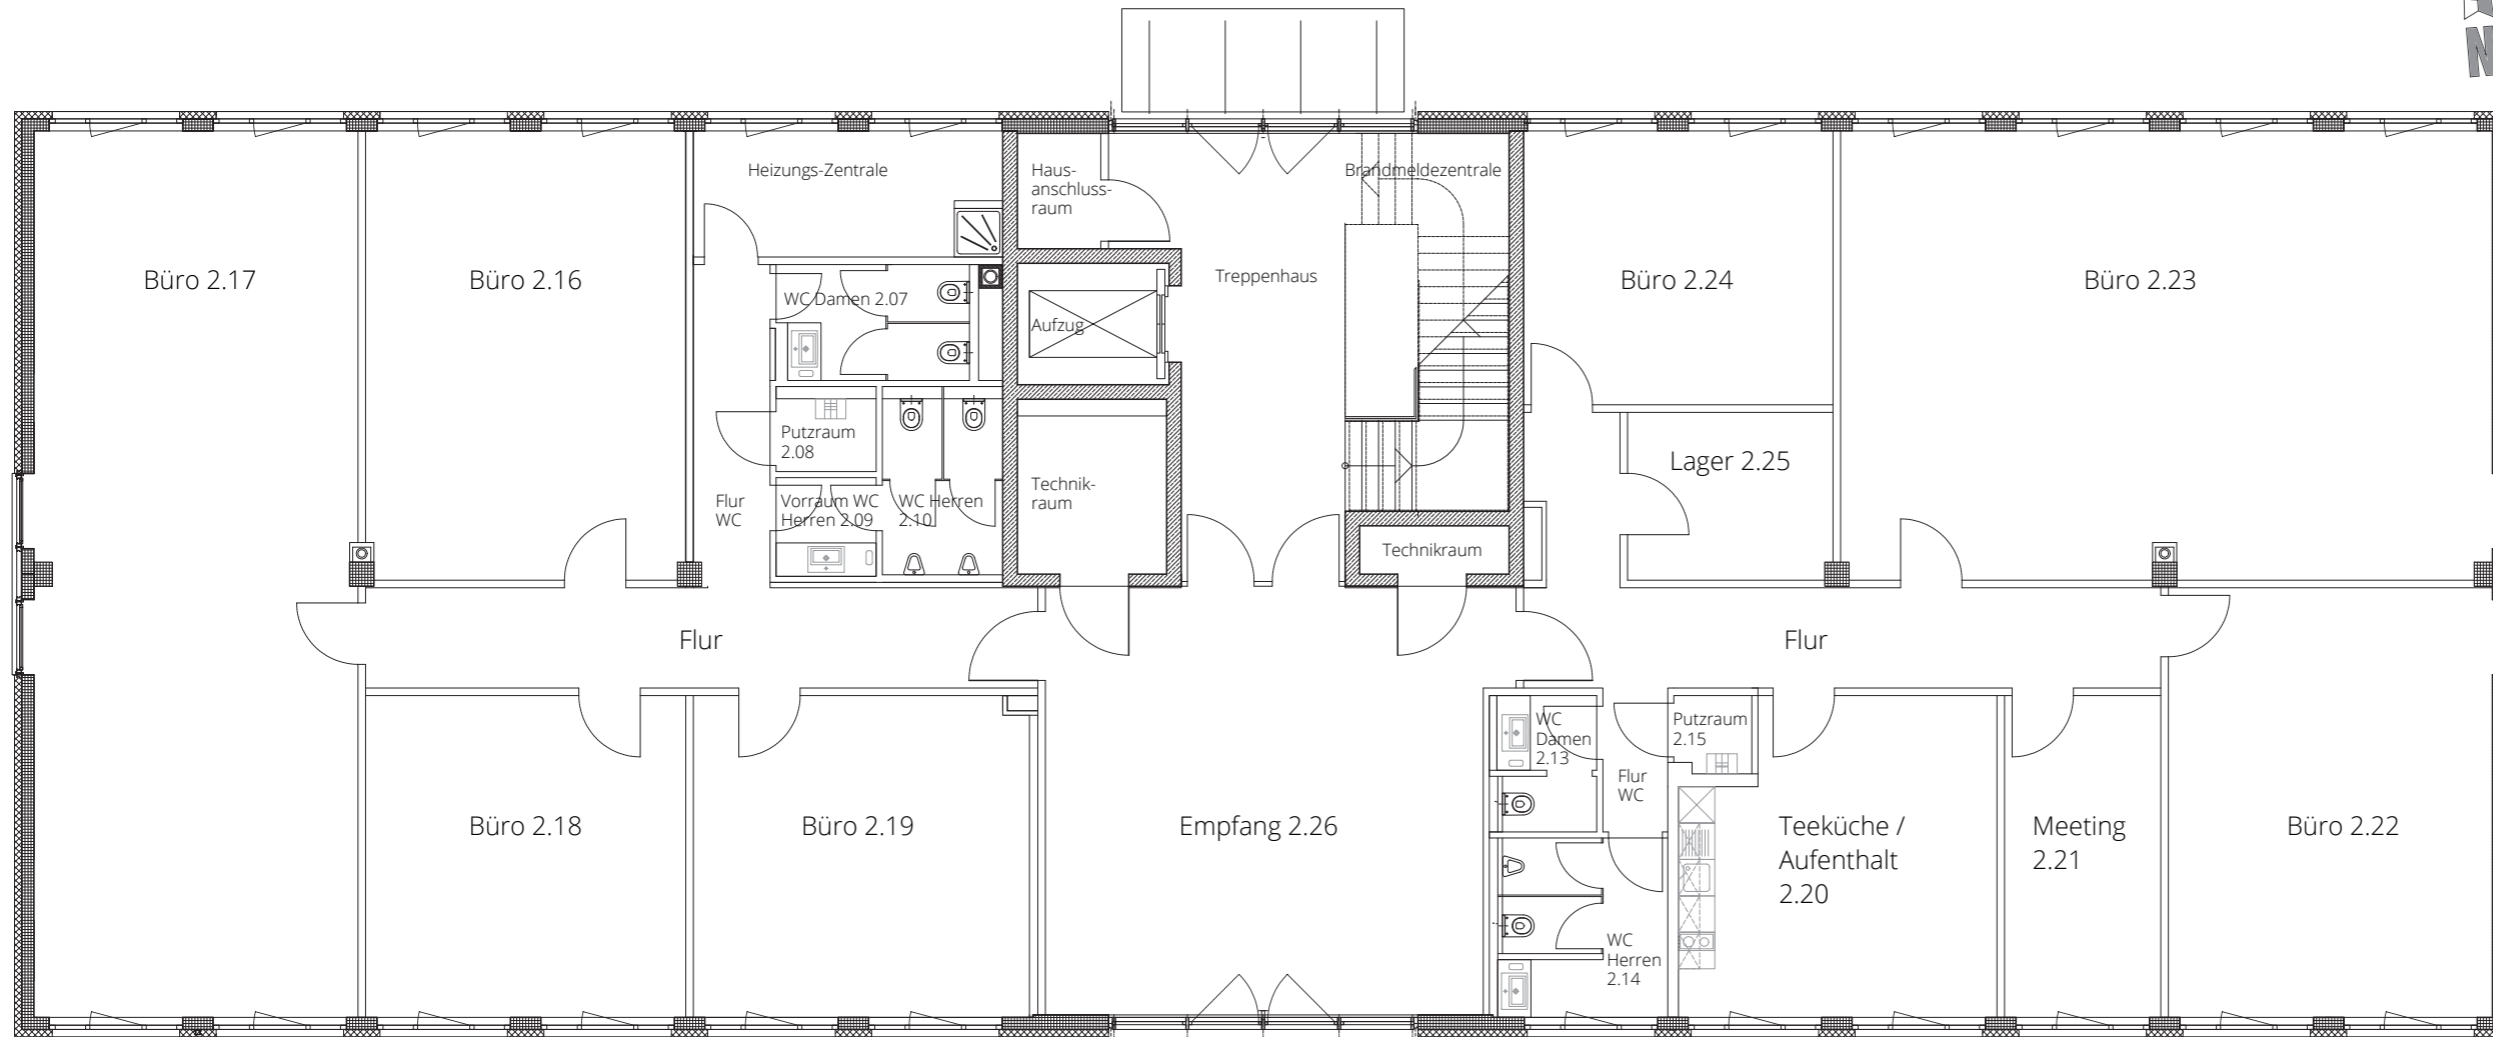 N
Heizungs-Zentrale
Haus-
anschluss-
raum
Brandmeldezentrale
Büro 2.17
Büro 2.16
WC Damen 2.07
Aufzug
Treppenhaus
Büro 2.24
Büro 2.23
Putzraum
2.08
Lager 2.25
Flur
WC
Vorraum WC
Herren 2.09
WC Herren
2.10
Technik-
raum
Technikraum
Flur
Flur
WC
Damen
2.13
Putzraum
2.15
Flur
WC
Büro 2.18
Büro 2.19
Empfang 2.26
Teeküche /
Aufenthalt
2.20
Meeting
2.21
Büro 2.22
WC
Herren
2.14